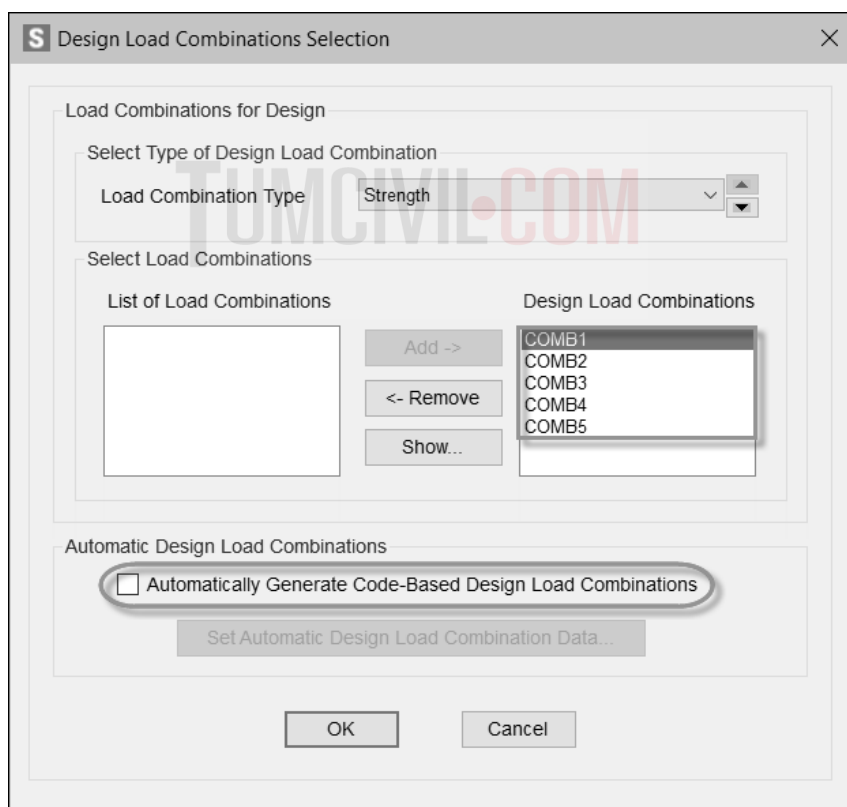 S Design Load Combinations Selection
Load Combinations for Design
Select Type of Design Load Combination
Load Combination Type
Strength
TUMCIVIL.COM
Select Load Combinations
List of Load Combinations
Design Load Combinations
Add ->
<- Remove
Show...
COMB1
COMB2
COMB3
COMB4
COMB5
Automatic Design Load Combinations
Automatically Generate Code-Based Design Load Combinations
Set Automatic Design Load Combination Data...
OK
Cancel